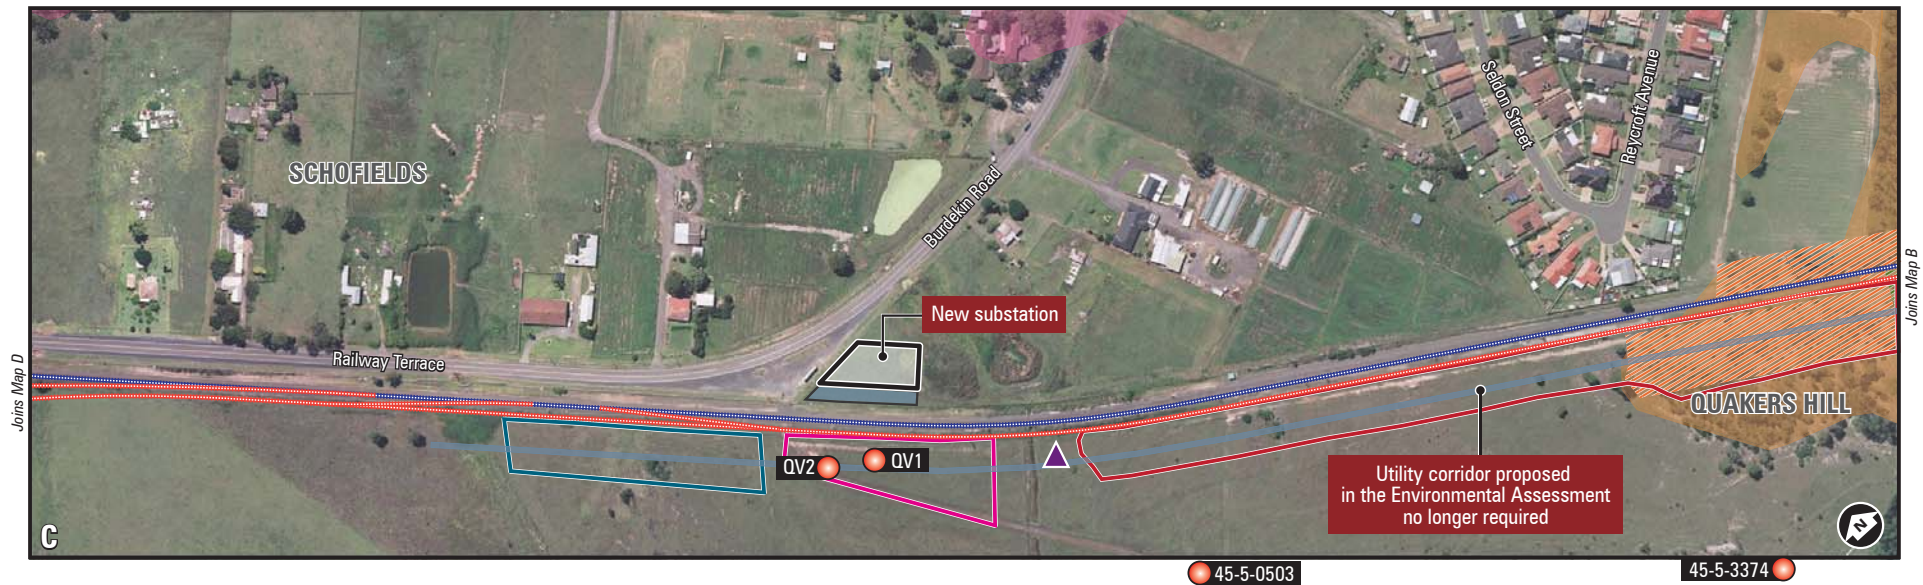 SCHOFIELDS
Seldon Street
Reycroft Avenue
Burdekin Road
New substation
Railway Terrace
Joins Map D
Joins Map B
QUAKERS HILL
QV2
QV1
Utility corridor proposed
in the Environmental Assessment
no longer required
C
N
45-5-0503
45-5-3374